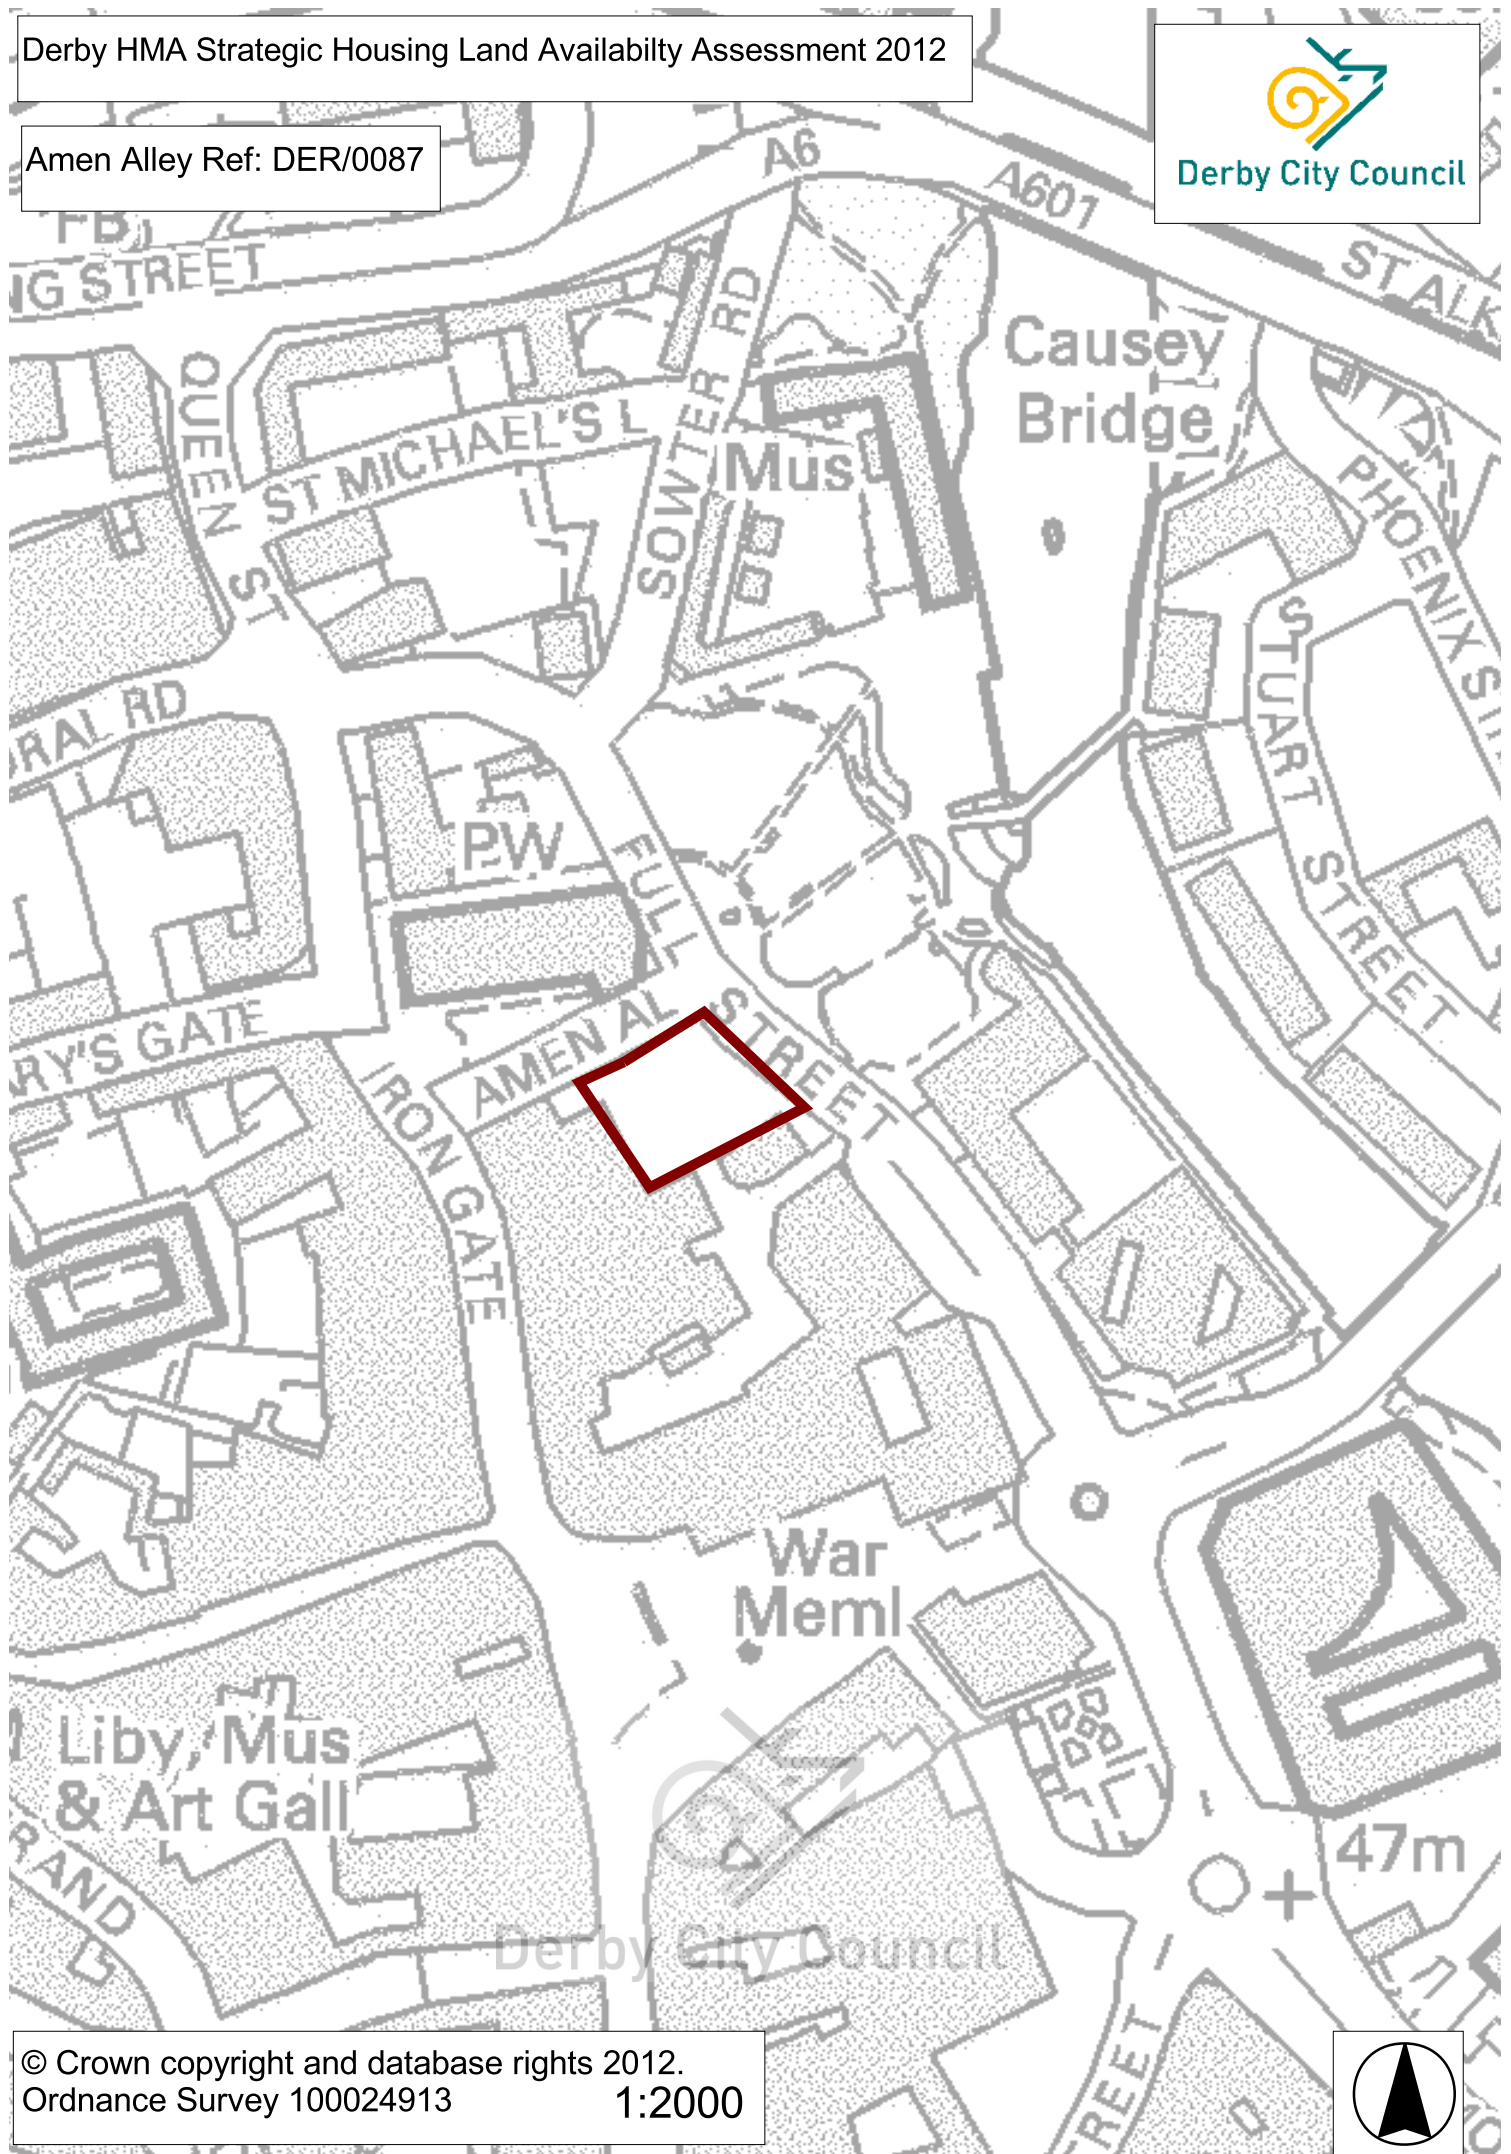 Derby HMA Strategic Housing Land Availabilty Assessment 2012
Derby City Council
Amen Alley Ref: DER/0087
A6
A601
FB
NG STREET
ST ALK
SOWTER RD
Causey
Bridge
QUEEN ST
ST MICHAEL'S L
Mus
PHOENIX STR
STUART STREET
RAL RD
PW
FULL STREET
AMEN AL
RY'S GATE
IRON GATE
War
Meml
Liby, Mus
& Art Gall
RAND
47m
Derby City Council
REET
© Crown copyright and database rights 2012.
Ordnance Survey 100024913
1:2000